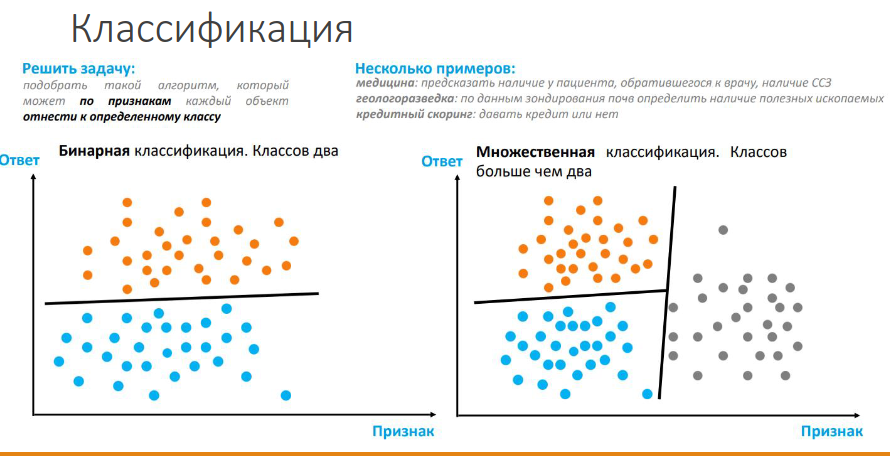 Классификация
Решить задачу:
подобрать такой алгоритм, который
может по признакам каждый объект
отнести к определенному классу
Несколько примеров:
медицина: предсказать наличие у пациента, обратившегося к врачу, наличие ССЗ
геологоразведка: по данным зондирования почв определить наличие полезных ископаемых
кредитный скоринг: давать кредит или нет
Ответ
Бинарная классификация. Классов два
Признак
Ответ
Множественная классификация. Классов
больше чем два
Признак